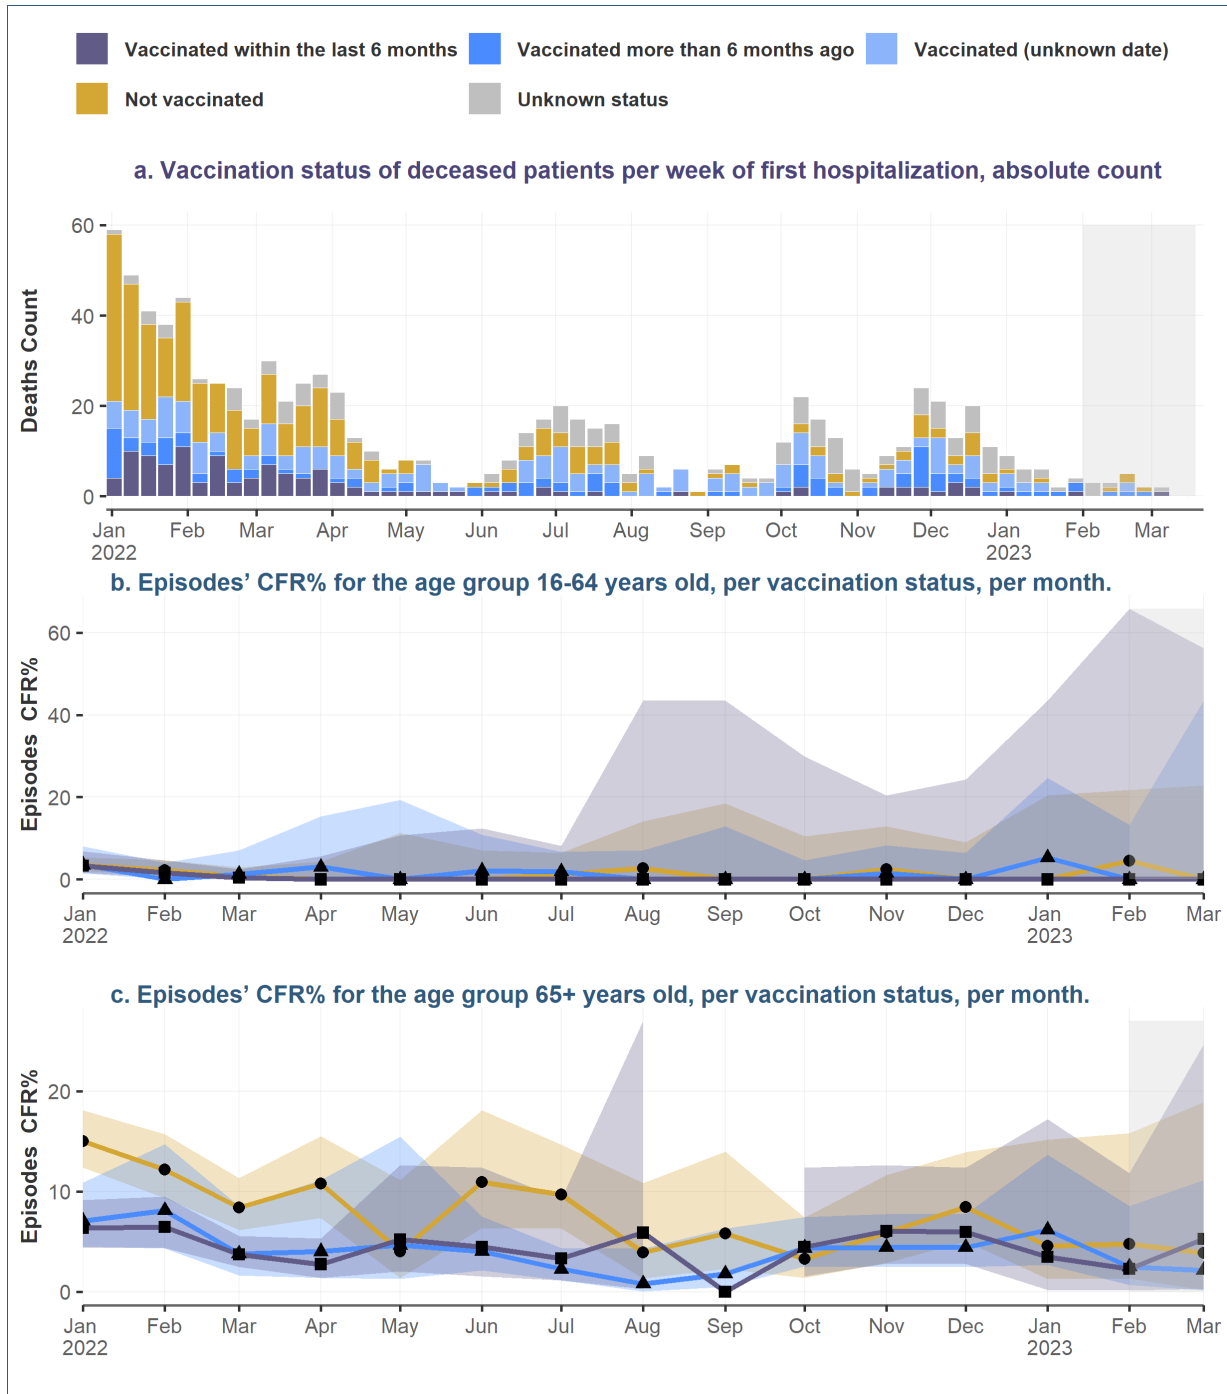 Vaccinated within the last 6 months Vaccinated more than 6 months ago Vaccinated (unknown date)
Not vaccinated Unknown status
a. Vaccination status of deceased patients per week of first hospitalization, absolute count
Deaths Count
60
40
20
0
Jan Feb Mar Apr May Jun Jul Aug Sep Oct Nov Dec Jan Feb Mar
2022 2023
b. Episodes’ CFR% for the age group 16-64 years old, per vaccination status, per month.
Episodes CFR%
60
40
20
0
Jan Feb Mar Apr May Jun Jul Aug Sep Oct Nov Dec Jan Feb Mar
2022 2023
c. Episodes’ CFR% for the age group 65+ years old, per vaccination status, per month.
Episodes CFR%
20
10
0
Jan Feb Mar Apr May Jun Jul Aug Sep Oct Nov Dec Jan Feb Mar
2022 2023